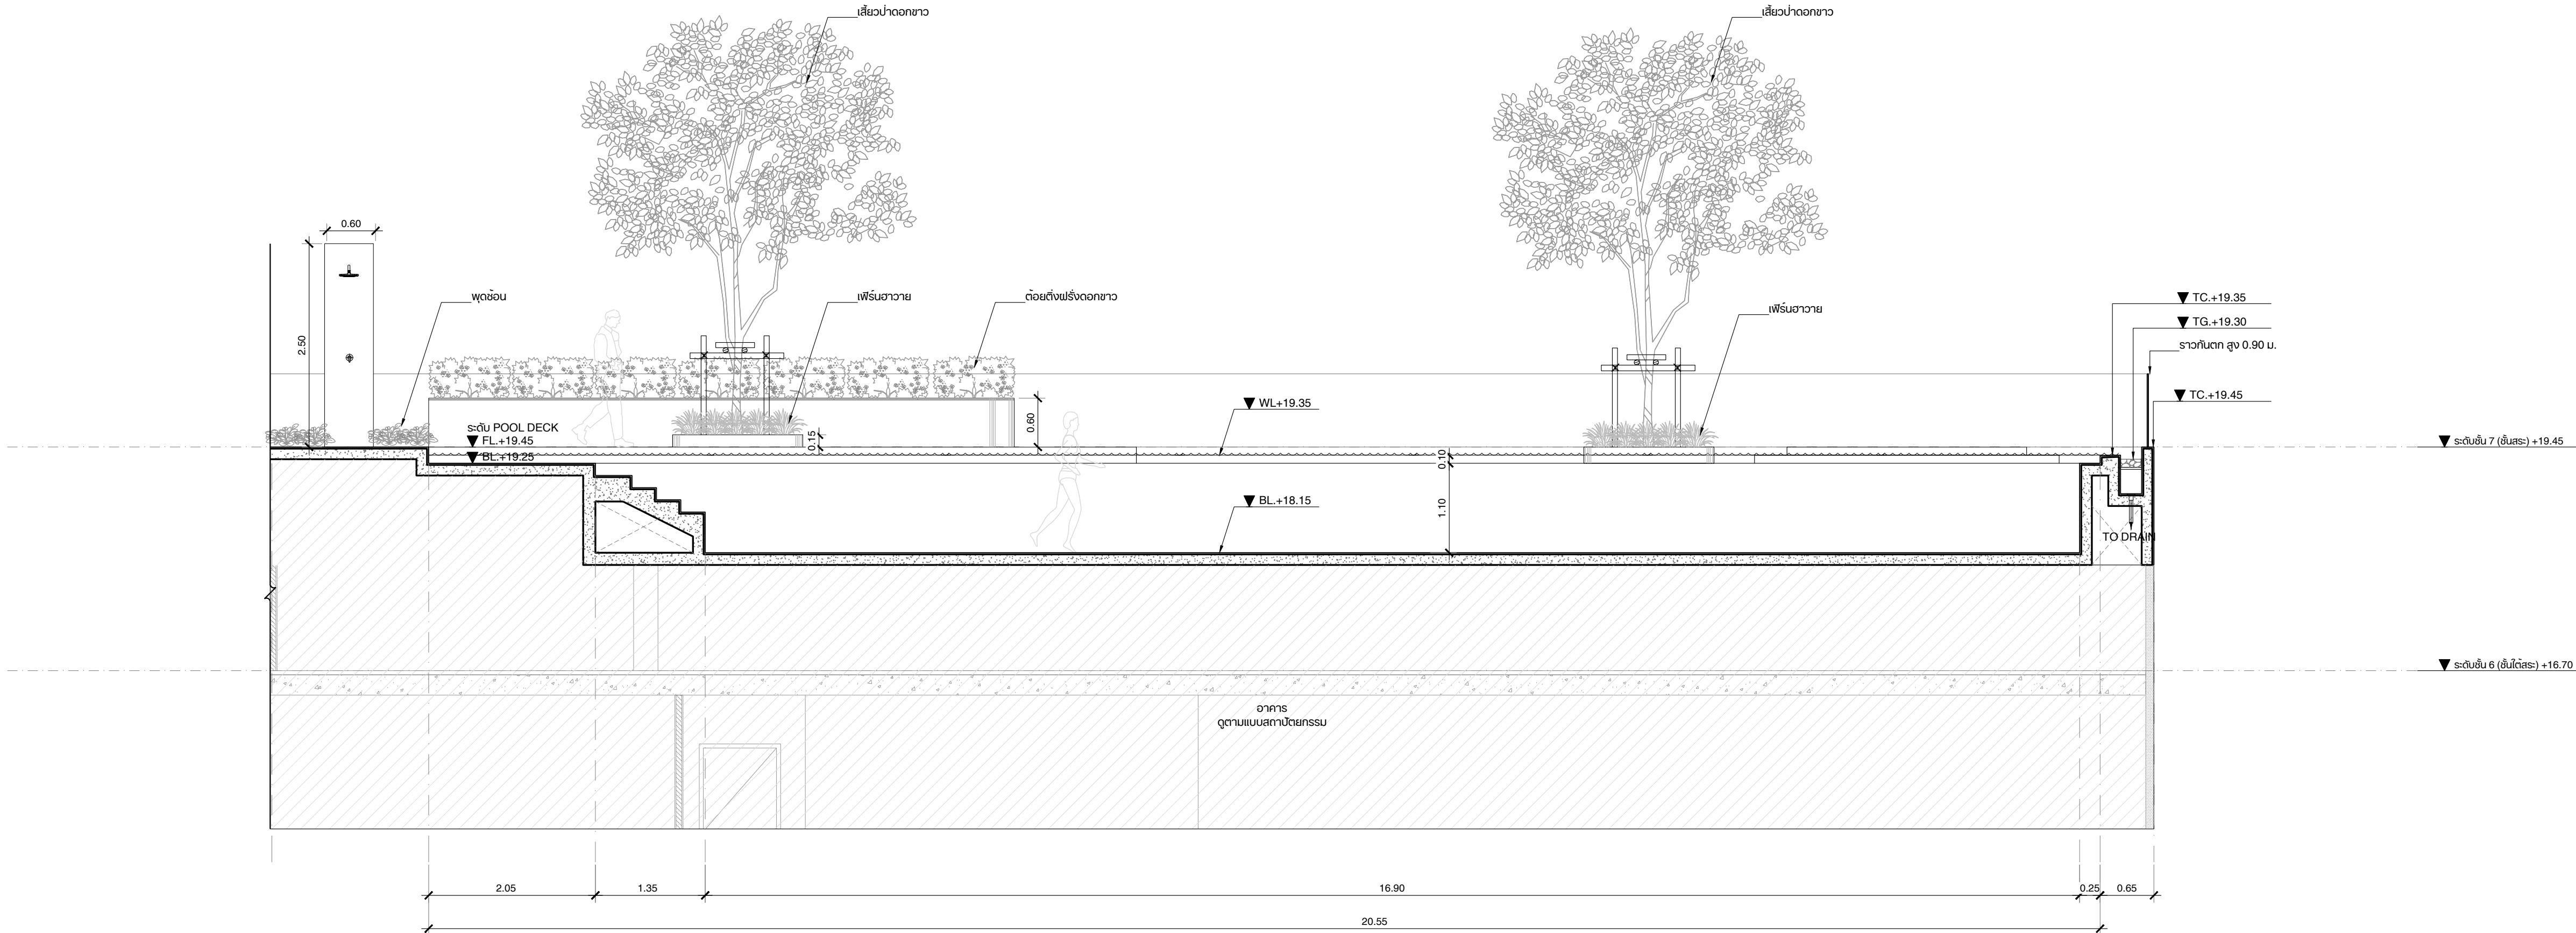 เสี้ยวป่าดอกขาว
เสี้ยวป่าดอกขาว
0.60
2.50
พุดซ้อน
เฟิร์นฮาวาย
ต้อยติ่งฝรั่งดอกขาว
เฟิร์นฮาวาย
TC.+19.35
TG.+19.30
ราวกันตก สูง 0.90 ม.
TC.+19.45
WL+19.35
0.60
0.15
ระดับ POOL DECK
FL.+19.45
BL.+19.25
ระดับชั้น 7 (ชั้นสระ) +19.45
0.10
1.10
BL.+18.15
TO DRAIN
ระดับชั้น 6 (ชั้นใต้สระ) +16.70
อาคาร
ดูตามแบบสถาปัตยกรรม
2.05
1.35
16.90
0.25
0.65
20.55